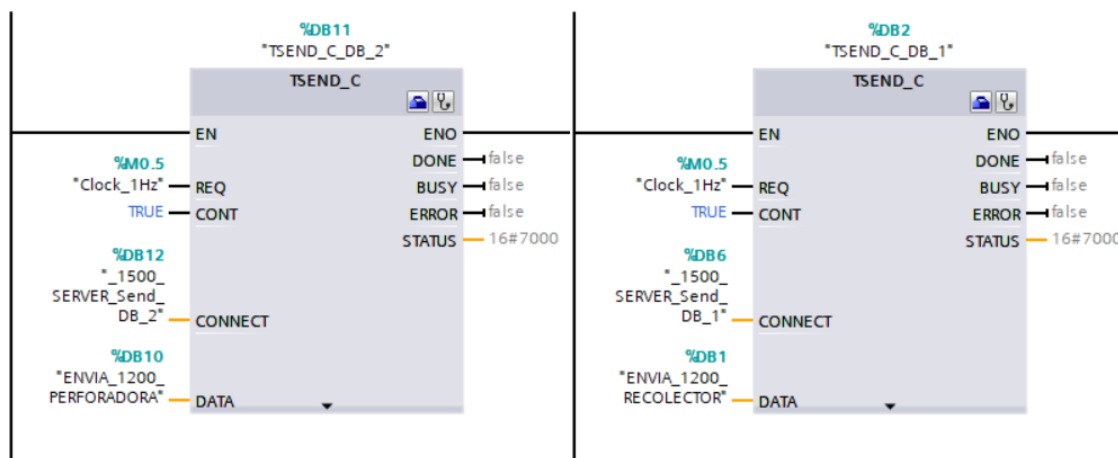 %DB11
"TSEND_C_DB_2"
TSEND_C
EN
ENO
DONE
false
%M0.5
"Clock_1Hz"
REQ
BUSY
false
TRUE
CONT
ERROR
false
STATUS
16#7000
%DB12
"_1500_
SERVER_Send_
DB_2"
CONNECT
%DB10
"ENVIA_1200_
PERFORADORA"
DATA
%DB2
"TSEND_C_DB_1"
TSEND_C
EN
ENO
DONE
false
%M0.5
"Clock_1Hz"
REQ
BUSY
false
TRUE
CONT
ERROR
false
STATUS
16#7000
%DB6
"_1500_
SERVER_Send_
DB_1"
CONNECT
%DB1
"ENVIA_1200_
RECOLECTOR"
DATA